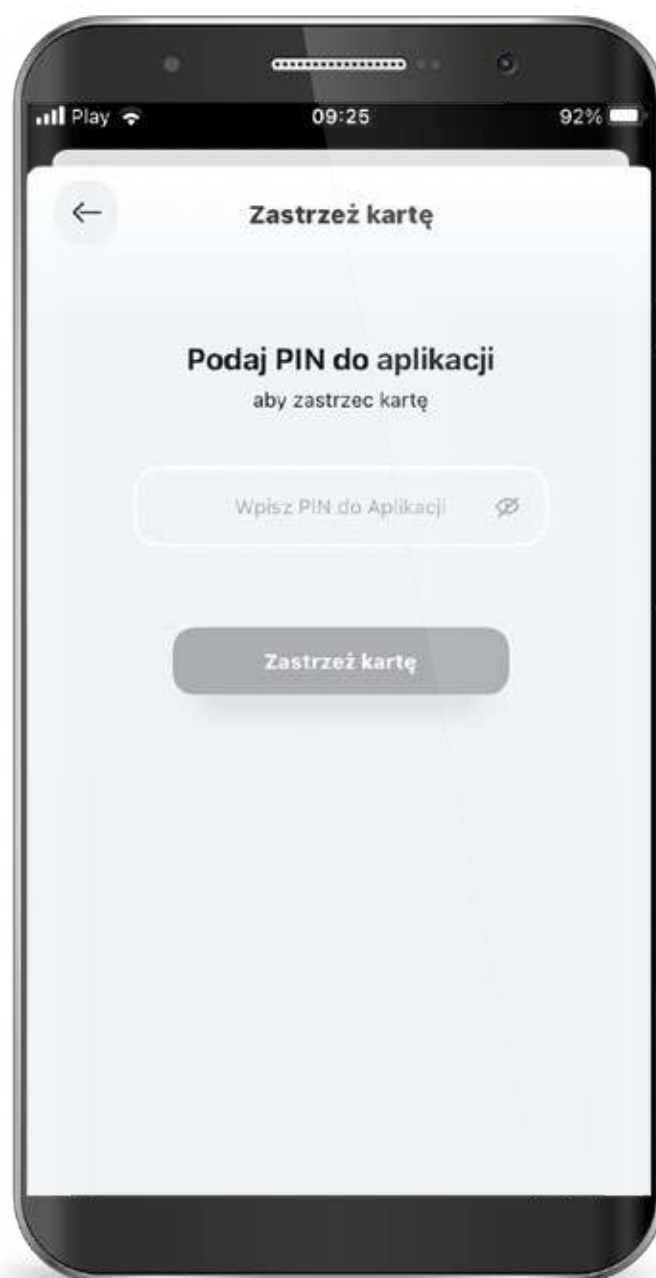 Play 09:25 92%
Zastrzeż kartę
Podaj PIN do aplikacji
aby zastrzec kartę
Wpisz PIN do Aplikacji
Zastrzeż kartę